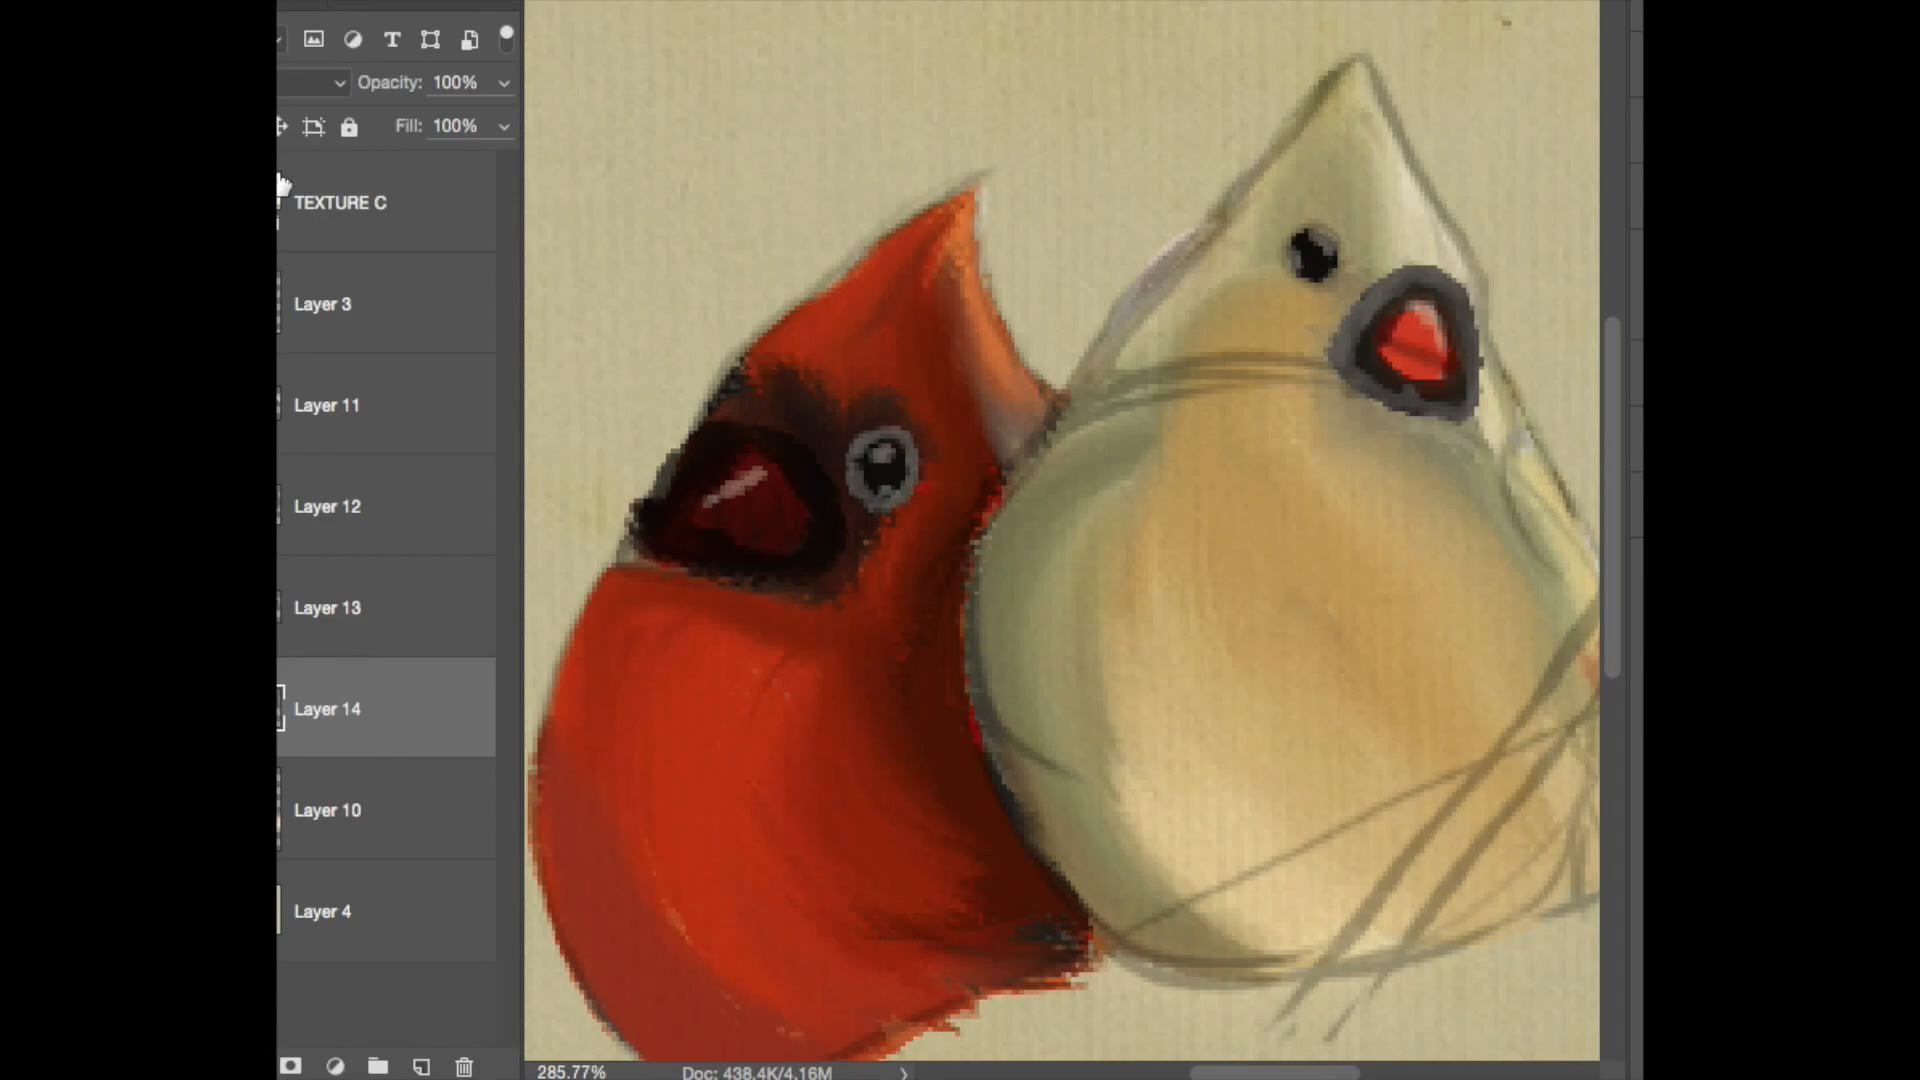 Opacity: 100%
Fill: 100%
TEXTURE C
Layer 3
Layer 11
Layer 12
Layer 13
Layer 14
Layer 10
Layer 4
285.77% Doc: 438.4K/4.16M